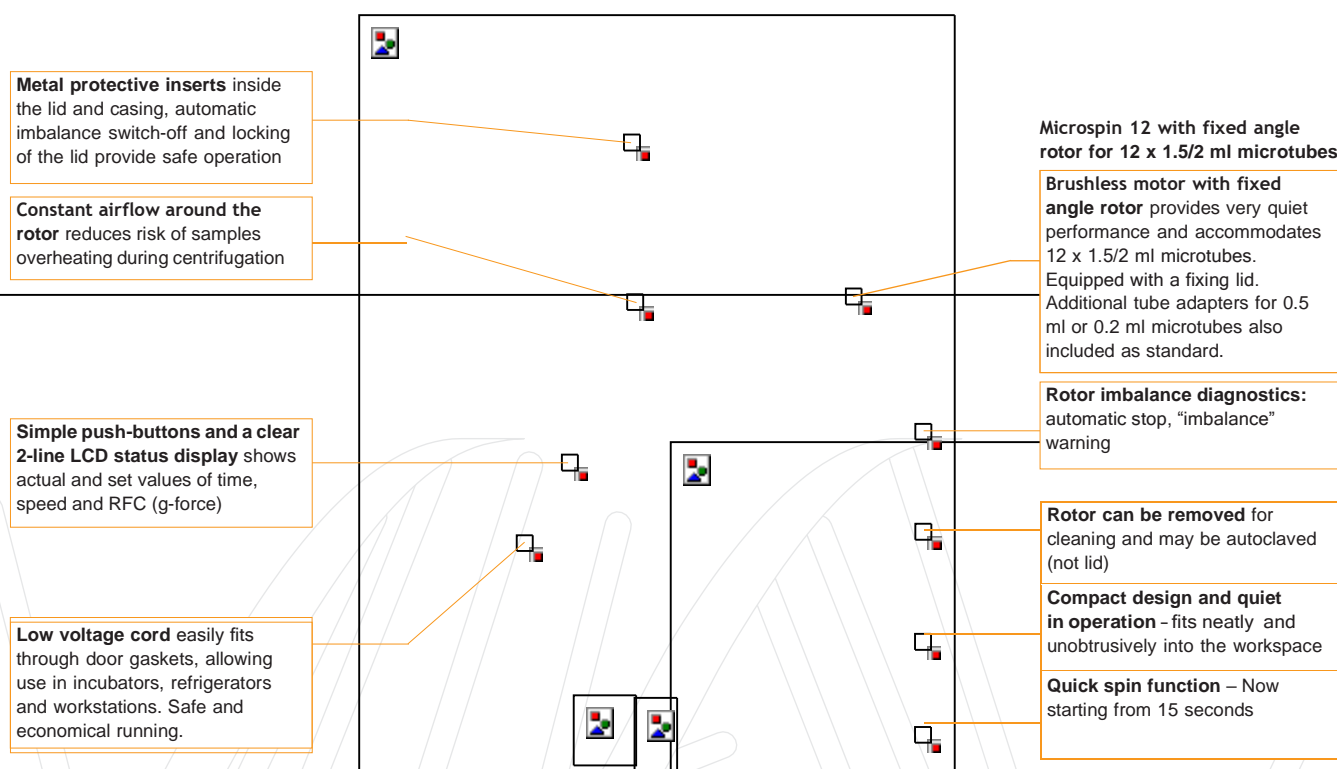 Metal protective inserts inside
the lid and casing, automatic
imbalance switch-off and locking
of the lid provide safe operation
Constant airflow around the
rotor reduces risk of samples
overheating during centrifugation
Simple push-buttons and a clear
2-line LCD status display shows
actual and set values of time,
speed and RFC (g-force)
Low voltage cord easily fits
through door gaskets, allowing
use in incubators, refrigerators
and workstations. Safe and
economical running.
Microspin 12 with fixed angle
rotor for 12 x 1.5/2 ml microtubes
Brushless motor with fixed
angle rotor provides very quiet
performance and accommodates
12 x 1.5/2 ml microtubes.
Equipped with a fixing lid.
Additional tube adapters for 0.5
ml or 0.2 ml microtubes also
included as standard.
Rotor imbalance diagnostics:
automatic stop, “imbalance”
warning
Rotor can be removed for
cleaning and may be autoclaved
(not lid)
Compact design and quiet
in operation – fits neatly and
unobtrusively into the workspace
Quick spin function – Now
starting from 15 seconds